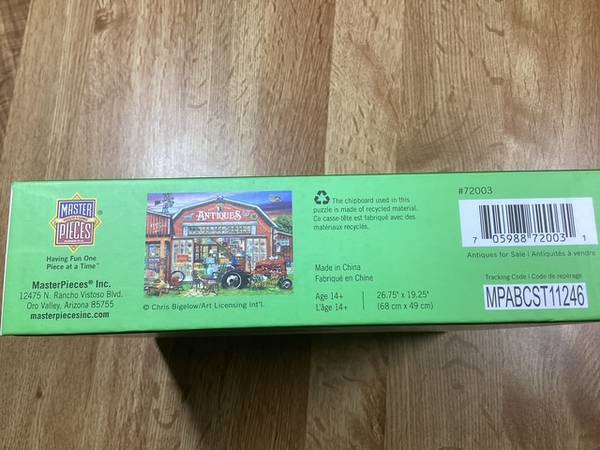 MASTER
PIECES®
Having Fun One
Piece at a Time™
MasterPieces® Inc.
12475 N. Rancho Vistoso Blvd.
Oro Valley, Arizona 85755
masterpiecesinc.com
ANTIQUES
© Chris Bigelow/Art Licensing Int'l.
The chipboard used in this
puzzle is made of recycled material.
Ce casse-tête est fabriqué avec des
matériaux recyclés.
Made in China
Fabriqué en Chine
Age 14+
L'âge 14+
26.75" x 19.25"
(68 cm x 49 cm)
#72003
7 05988 72003 1
Antiques for Sale | Antiquités à vendre
Tracking Code | Code de repérage
MPABCST11246